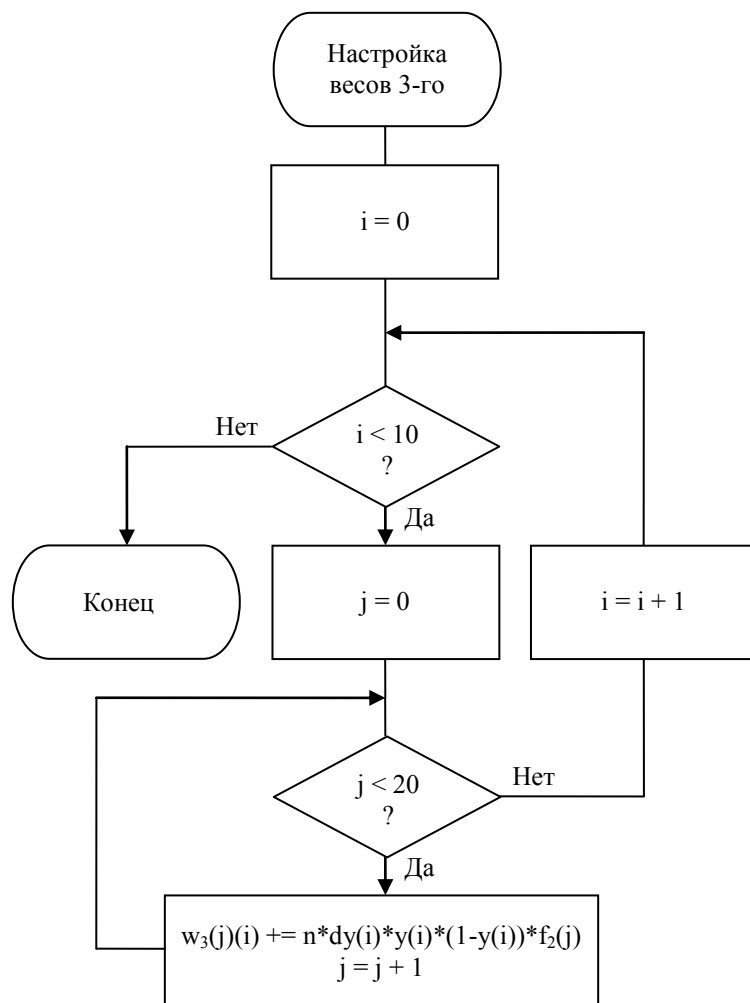 Настройка
весов 3-го
i = 0
i < 10
?
Нет
Да
Конец
j = 0
i = i + 1
j < 20
?
Нет
Да
w₃(j)(i) += n*dy(i)*y(i)*(1-y(i))*f₂(j)
j = j + 1